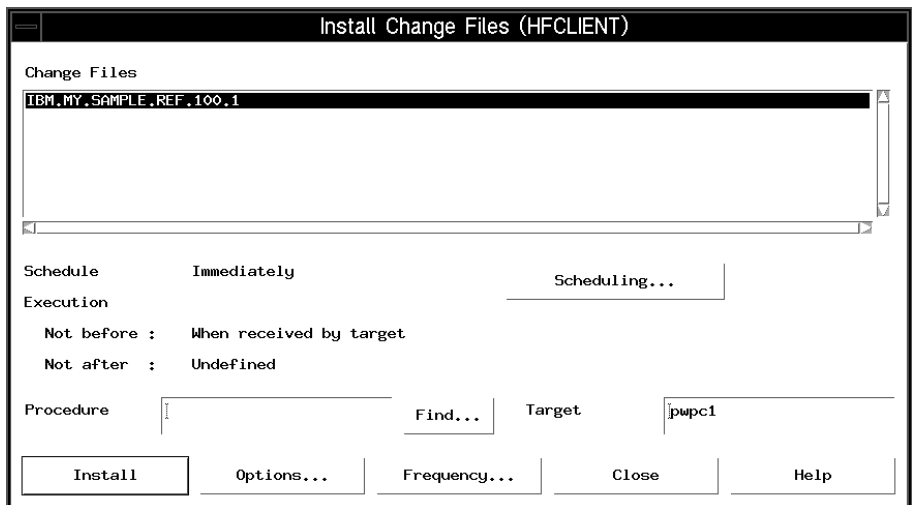 Install Change Files (HFCLIENT)
Change Files
IBM.MY.SAMPLE.REF.100.1
Schedule Immediately Scheduling...
Execution
Not before : When received by target
Not after : Undefined
Procedure Find... Target pwpc1
Install Options... Frequency... Close Help